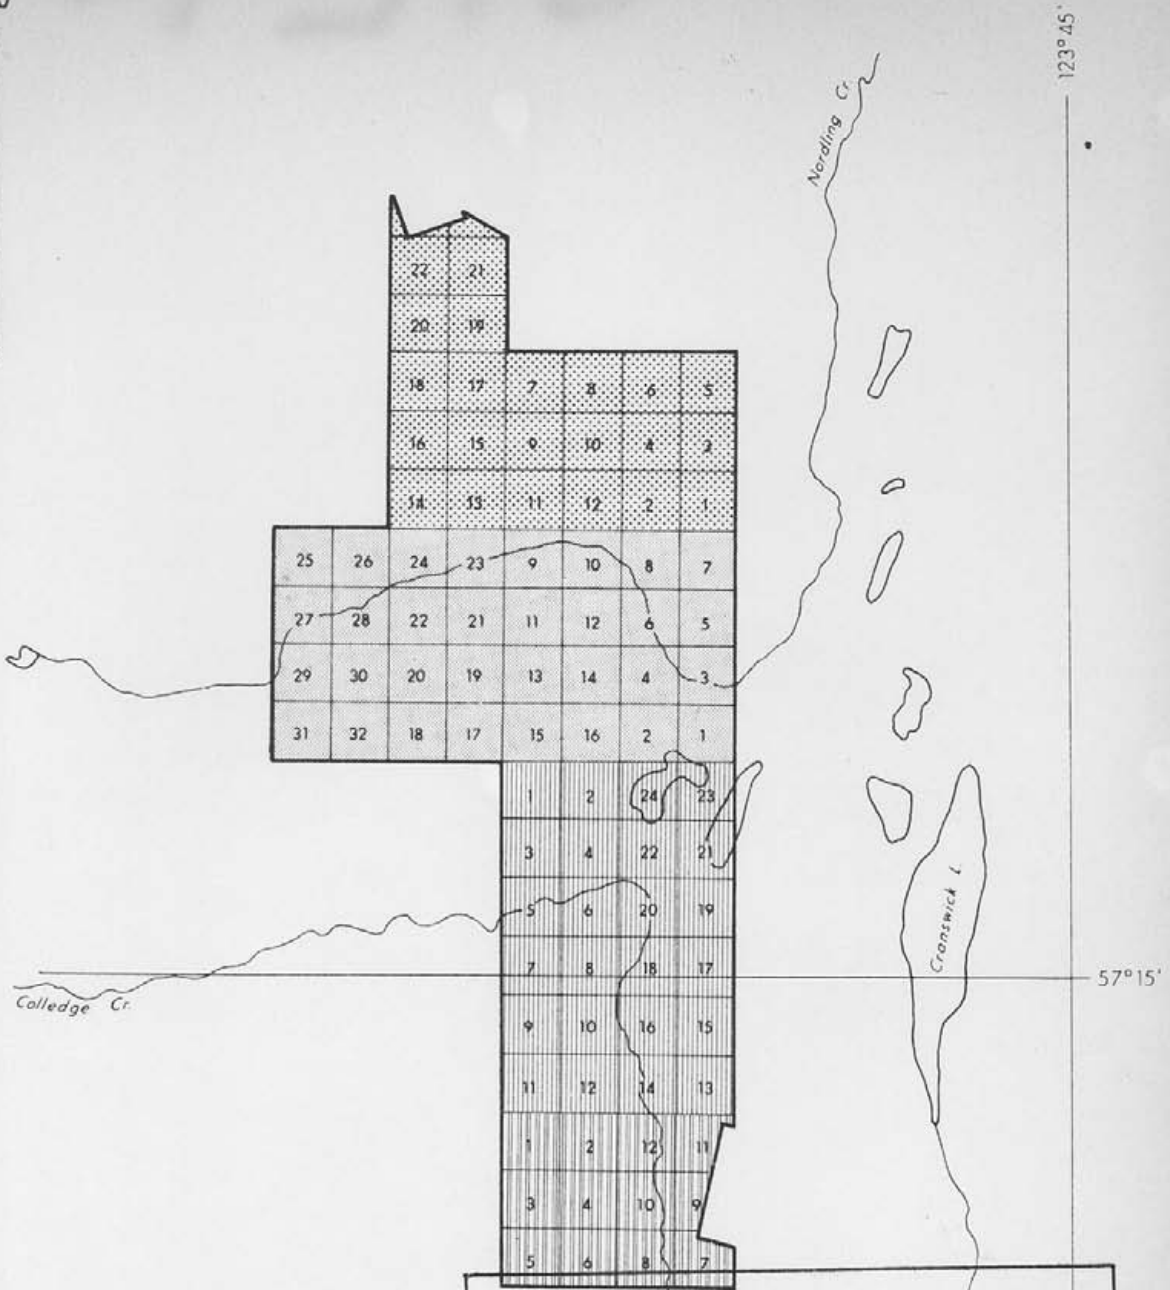 123°45'
Nordling Cr.
22 21
20 19
18 17 7 8 6 5
16 15 9 10 4 3
14 13 11 12 2 1
25 26 24 23 9 10 8 7
27 28 22 21 11 12 6 5
29 30 20 19 13 14 4 3
31 32 18 17 15 16 2 1
1 2 24 23
3 4 22 21
5 6 20 19
Cranswick L
7 8 18 17
57°15'
Colledge Cr.
9 10 16 15
11 12 14 13
1 2 12 11
3 4 10 9
5 6 8 7